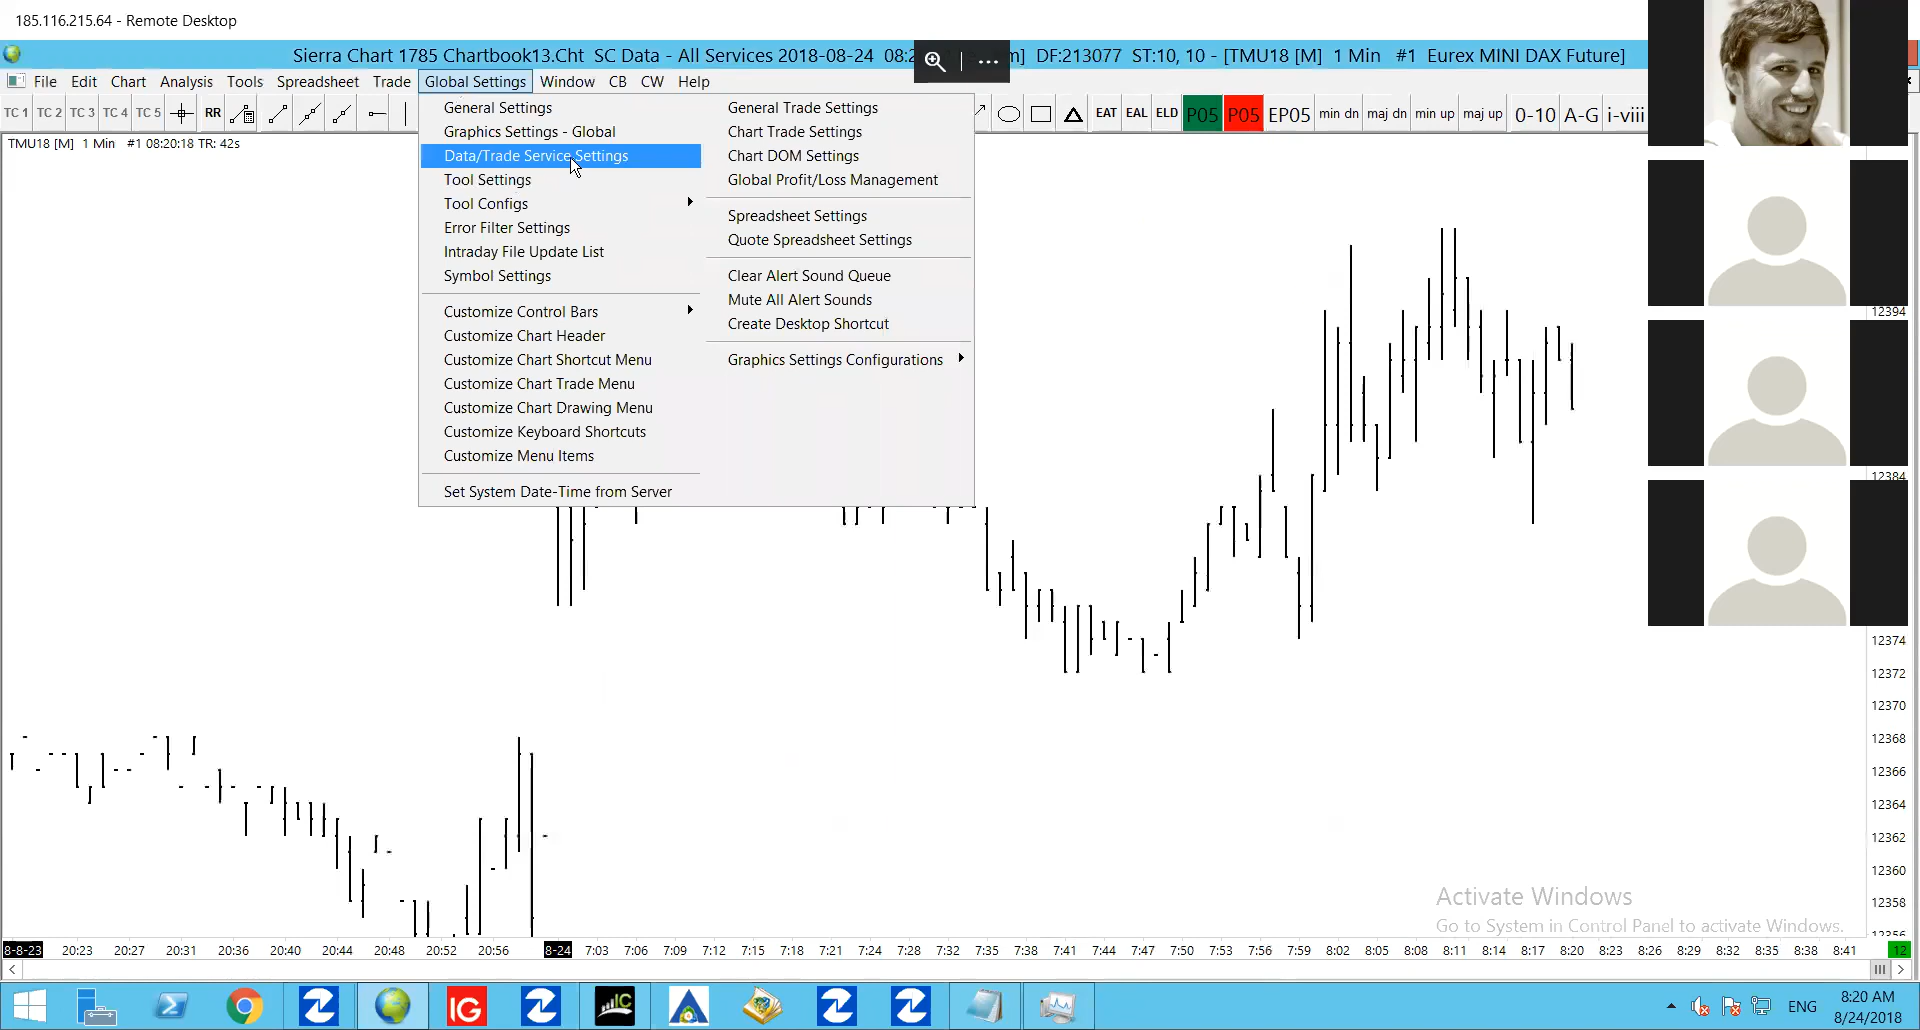 185.116.215.64 - Remote Desktop
Sierra Chart 1785 Chartbook13.Cht SC Data - All Services 2018-08-24 08:2
m] DF:213077 ST:10, 10 - [TMU18 [M] 1 Min #1 Eurex MINI DAX Future]
File Edit Chart Analysis Tools Spreadsheet Trade Global Settings Window CB CW Help
TC 1 TC 2 TC 3 TC 4 TC 5 RR EAT EAL ELD P05 P05 EP05 min dn maj dn min up maj up 0-10 A-G i-viii
TMU18 [M] 1 Min #1 08:20:18 TR: 42s
General Settings
Graphics Settings - Global
Data/Trade Service Settings
Tool Settings
Tool Configs
Error Filter Settings
Intraday File Update List
Symbol Settings
Customize Control Bars
Customize Chart Header
Customize Chart Shortcut Menu
Customize Chart Trade Menu
Customize Chart Drawing Menu
Customize Keyboard Shortcuts
Customize Menu Items
Set System Date-Time from Server
General Trade Settings
Chart Trade Settings
Chart DOM Settings
Global Profit/Loss Management
Spreadsheet Settings
Quote Spreadsheet Settings
Clear Alert Sound Queue
Mute All Alert Sounds
Create Desktop Shortcut
Graphics Settings Configurations
12394
12384
12374
12372
12370
12368
12366
12364
12362
12360
12358
12356
Activate Windows
Go to System in Control Panel to activate Windows.
8-8-23 20:23 20:27 20:31 20:36 20:40 20:44 20:48 20:52 20:56 8-24 7:03 7:06 7:09 7:12 7:15 7:18 7:21 7:24 7:28 7:32 7:35 7:38 7:41 7:44 7:47 7:50 7:53 7:56 7:59 8:02 8:05 8:08 8:11 8:14 8:17 8:20 8:23 8:26 8:29 8:32 8:35 8:38 8:41 12
IG
IC
ENG
8:20 AM
8/24/2018